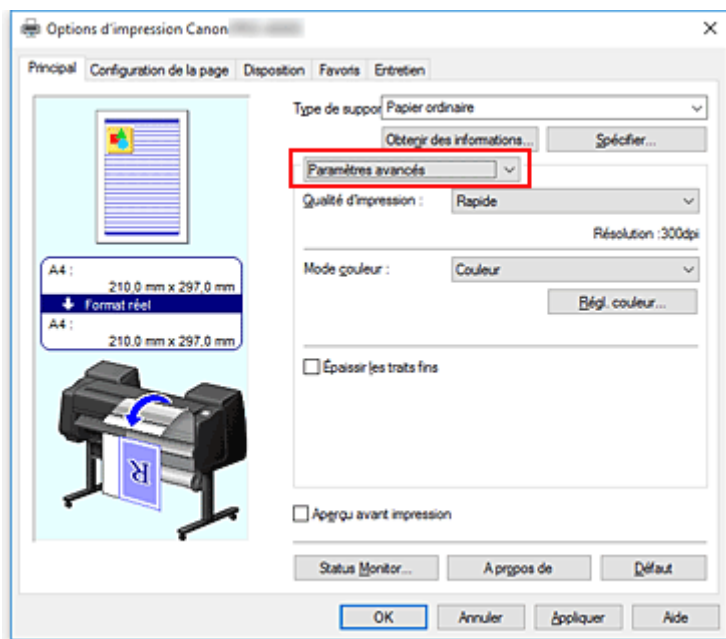 Options d'impression Canon
Principal Configuration de la page Disposition Favoris Entretien
Type de suppor Papier ordinaire
Obtenir des informations... Spécifier...
Paramètres avancés
Qualité d'impression : Rapide
Résolution :300dpi
Mode couleur : Couleur
Régl. couleur...
Épaissir les traits fins
A4 :
210,0 mm x 297,0 mm
Format réel
A4 :
210,0 mm x 297,0 mm
R
Aperçu avant impression
Status Monitor... A propos de Défaut
OK Annuler Appliquer Aide